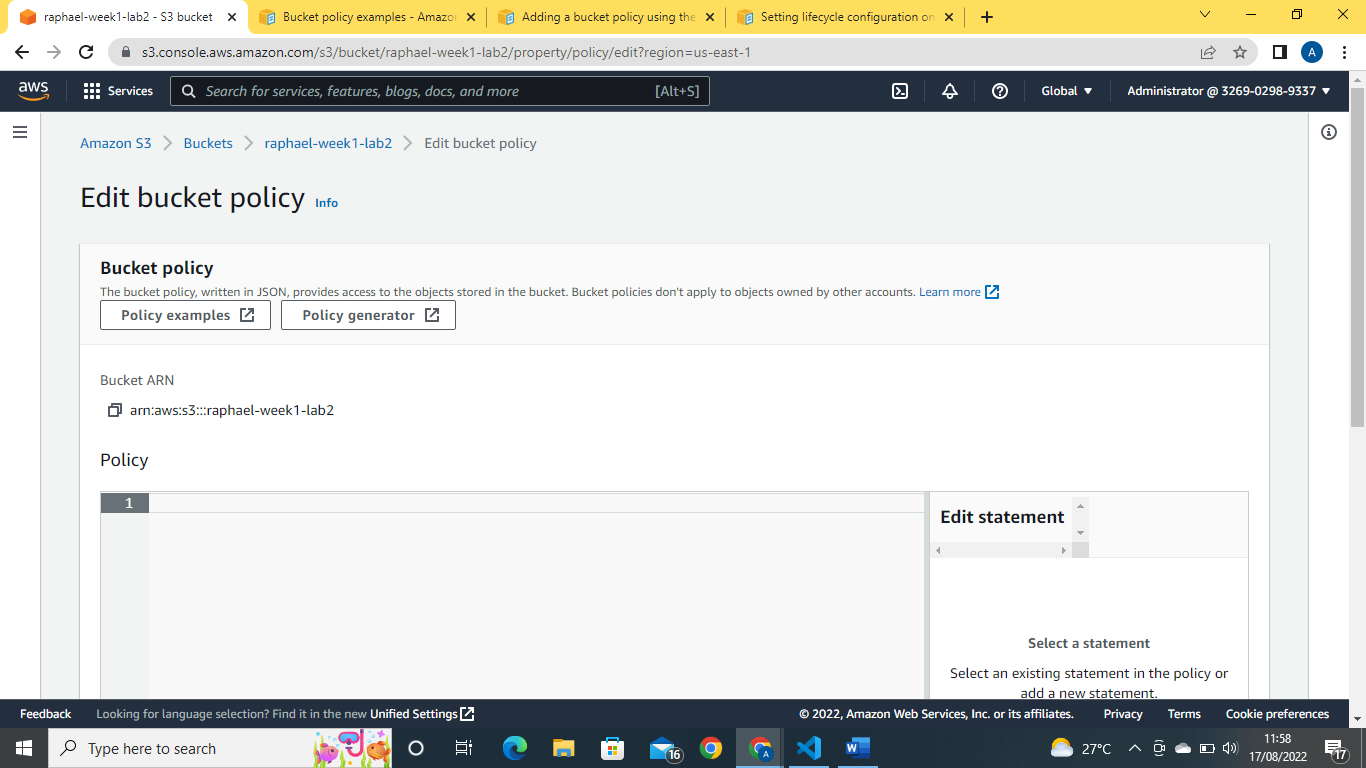 raphael-week1-lab2 - S3 bucket
Bucket policy examples - Amazon
Adding a bucket policy using the
Setting lifecycle configuration on
s3.console.aws.amazon.com/s3/bucket/raphael-week1-lab2/property/policy/edit?region=us-east-1
A
aws
Services
Search for services, features, blogs, docs, and more
[Alt+S]
Global
Administrator @ 3269-0298-9337
Amazon S3
Buckets
raphael-week1-lab2
Edit bucket policy
Edit bucket policy
Info
Bucket policy
The bucket policy, written in JSON, provides access to the objects stored in the bucket. Bucket policies don't apply to objects owned by other accounts. Learn more
Policy examples
Policy generator
Bucket ARN
arn:aws:s3:::raphael-week1-lab2
Policy
1
Edit statement
Select a statement
Select an existing statement in the policy or
add a new statement.
Feedback
Looking for language selection? Find it in the new Unified Settings
© 2022, Amazon Web Services, Inc. or its affiliates.
Privacy
Terms
Cookie preferences
Type here to search
16
A
27°C
11:58
17/08/2022
17